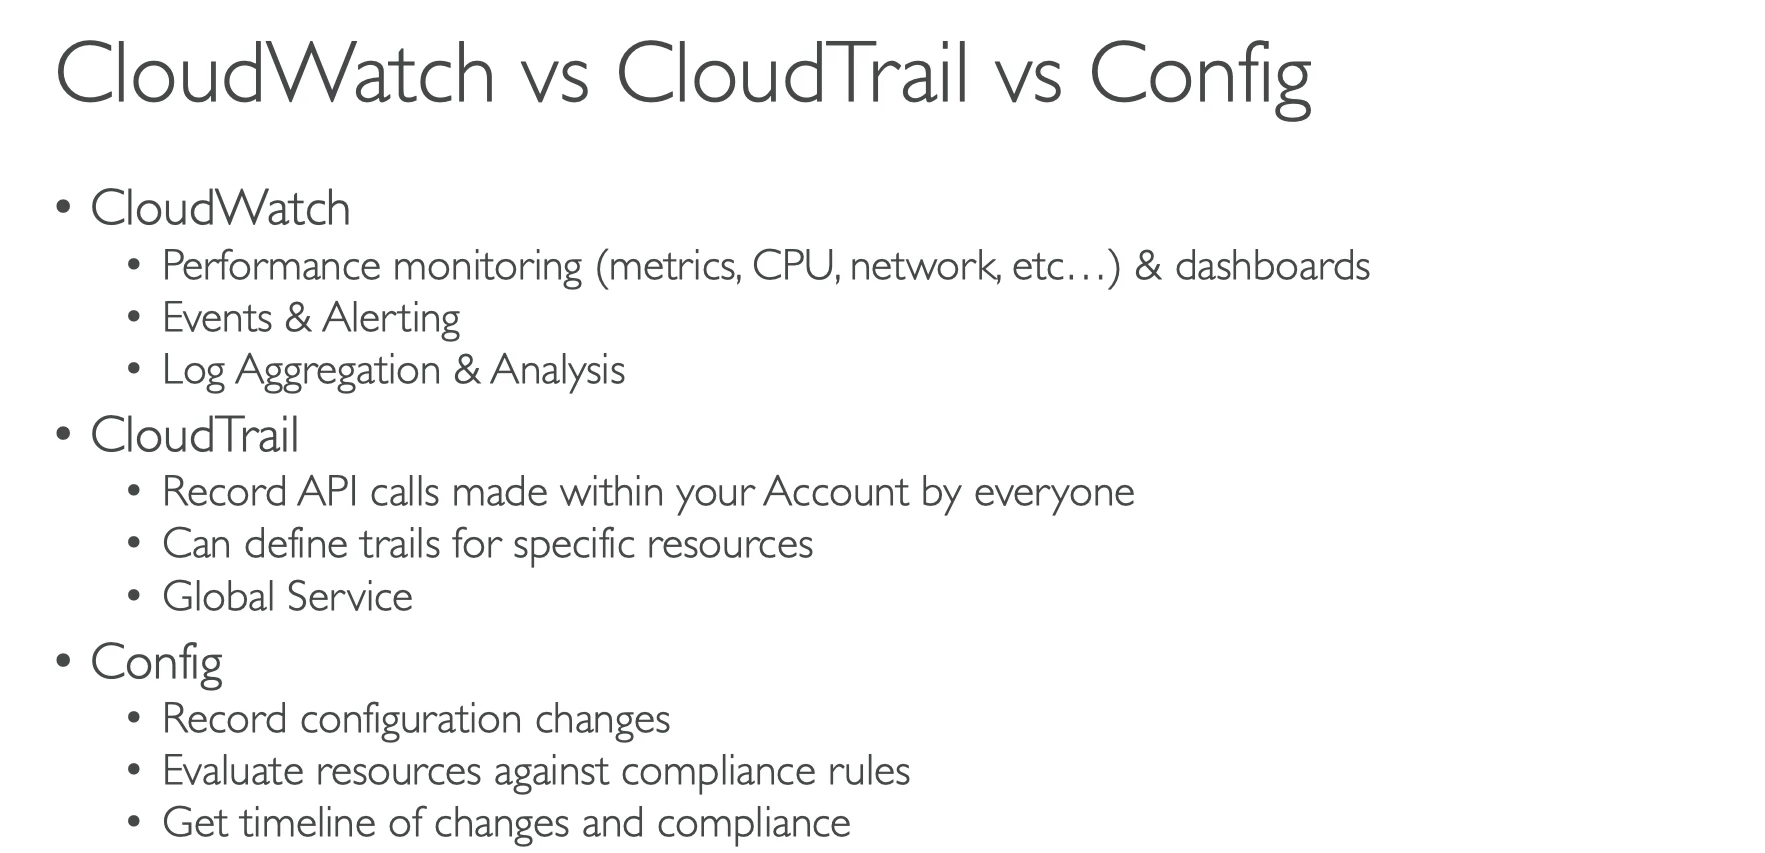 CloudWatch vs CloudTrail vs Config
• CloudWatch
• Performance monitoring (metrics, CPU, network, etc…) & dashboards
• Events & Alerting
• Log Aggregation & Analysis
• CloudTrail
• Record API calls made within your Account by everyone
• Can define trails for specific resources
• Global Service
• Config
• Record configuration changes
• Evaluate resources against compliance rules
• Get timeline of changes and compliance